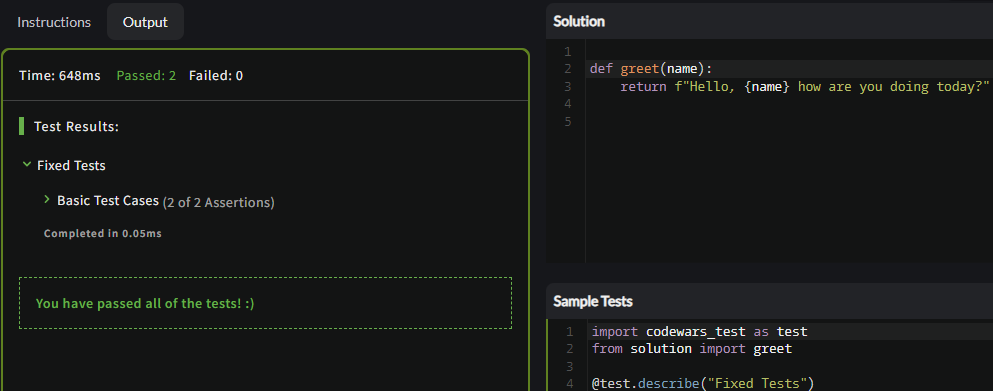 Instructions
Output
Time: 648ms Passed: 2 Failed: 0
Test Results:
Fixed Tests
Basic Test Cases (2 of 2 Assertions)
Completed in 0.05ms
You have passed all of the tests! :)
Solution
1
2 def greet(name):
3     return f"Hello, {name} how are you doing today?"
4
5
Sample Tests
1 import codewars_test as test
2 from solution import greet
3
4 @test.describe("Fixed Tests")